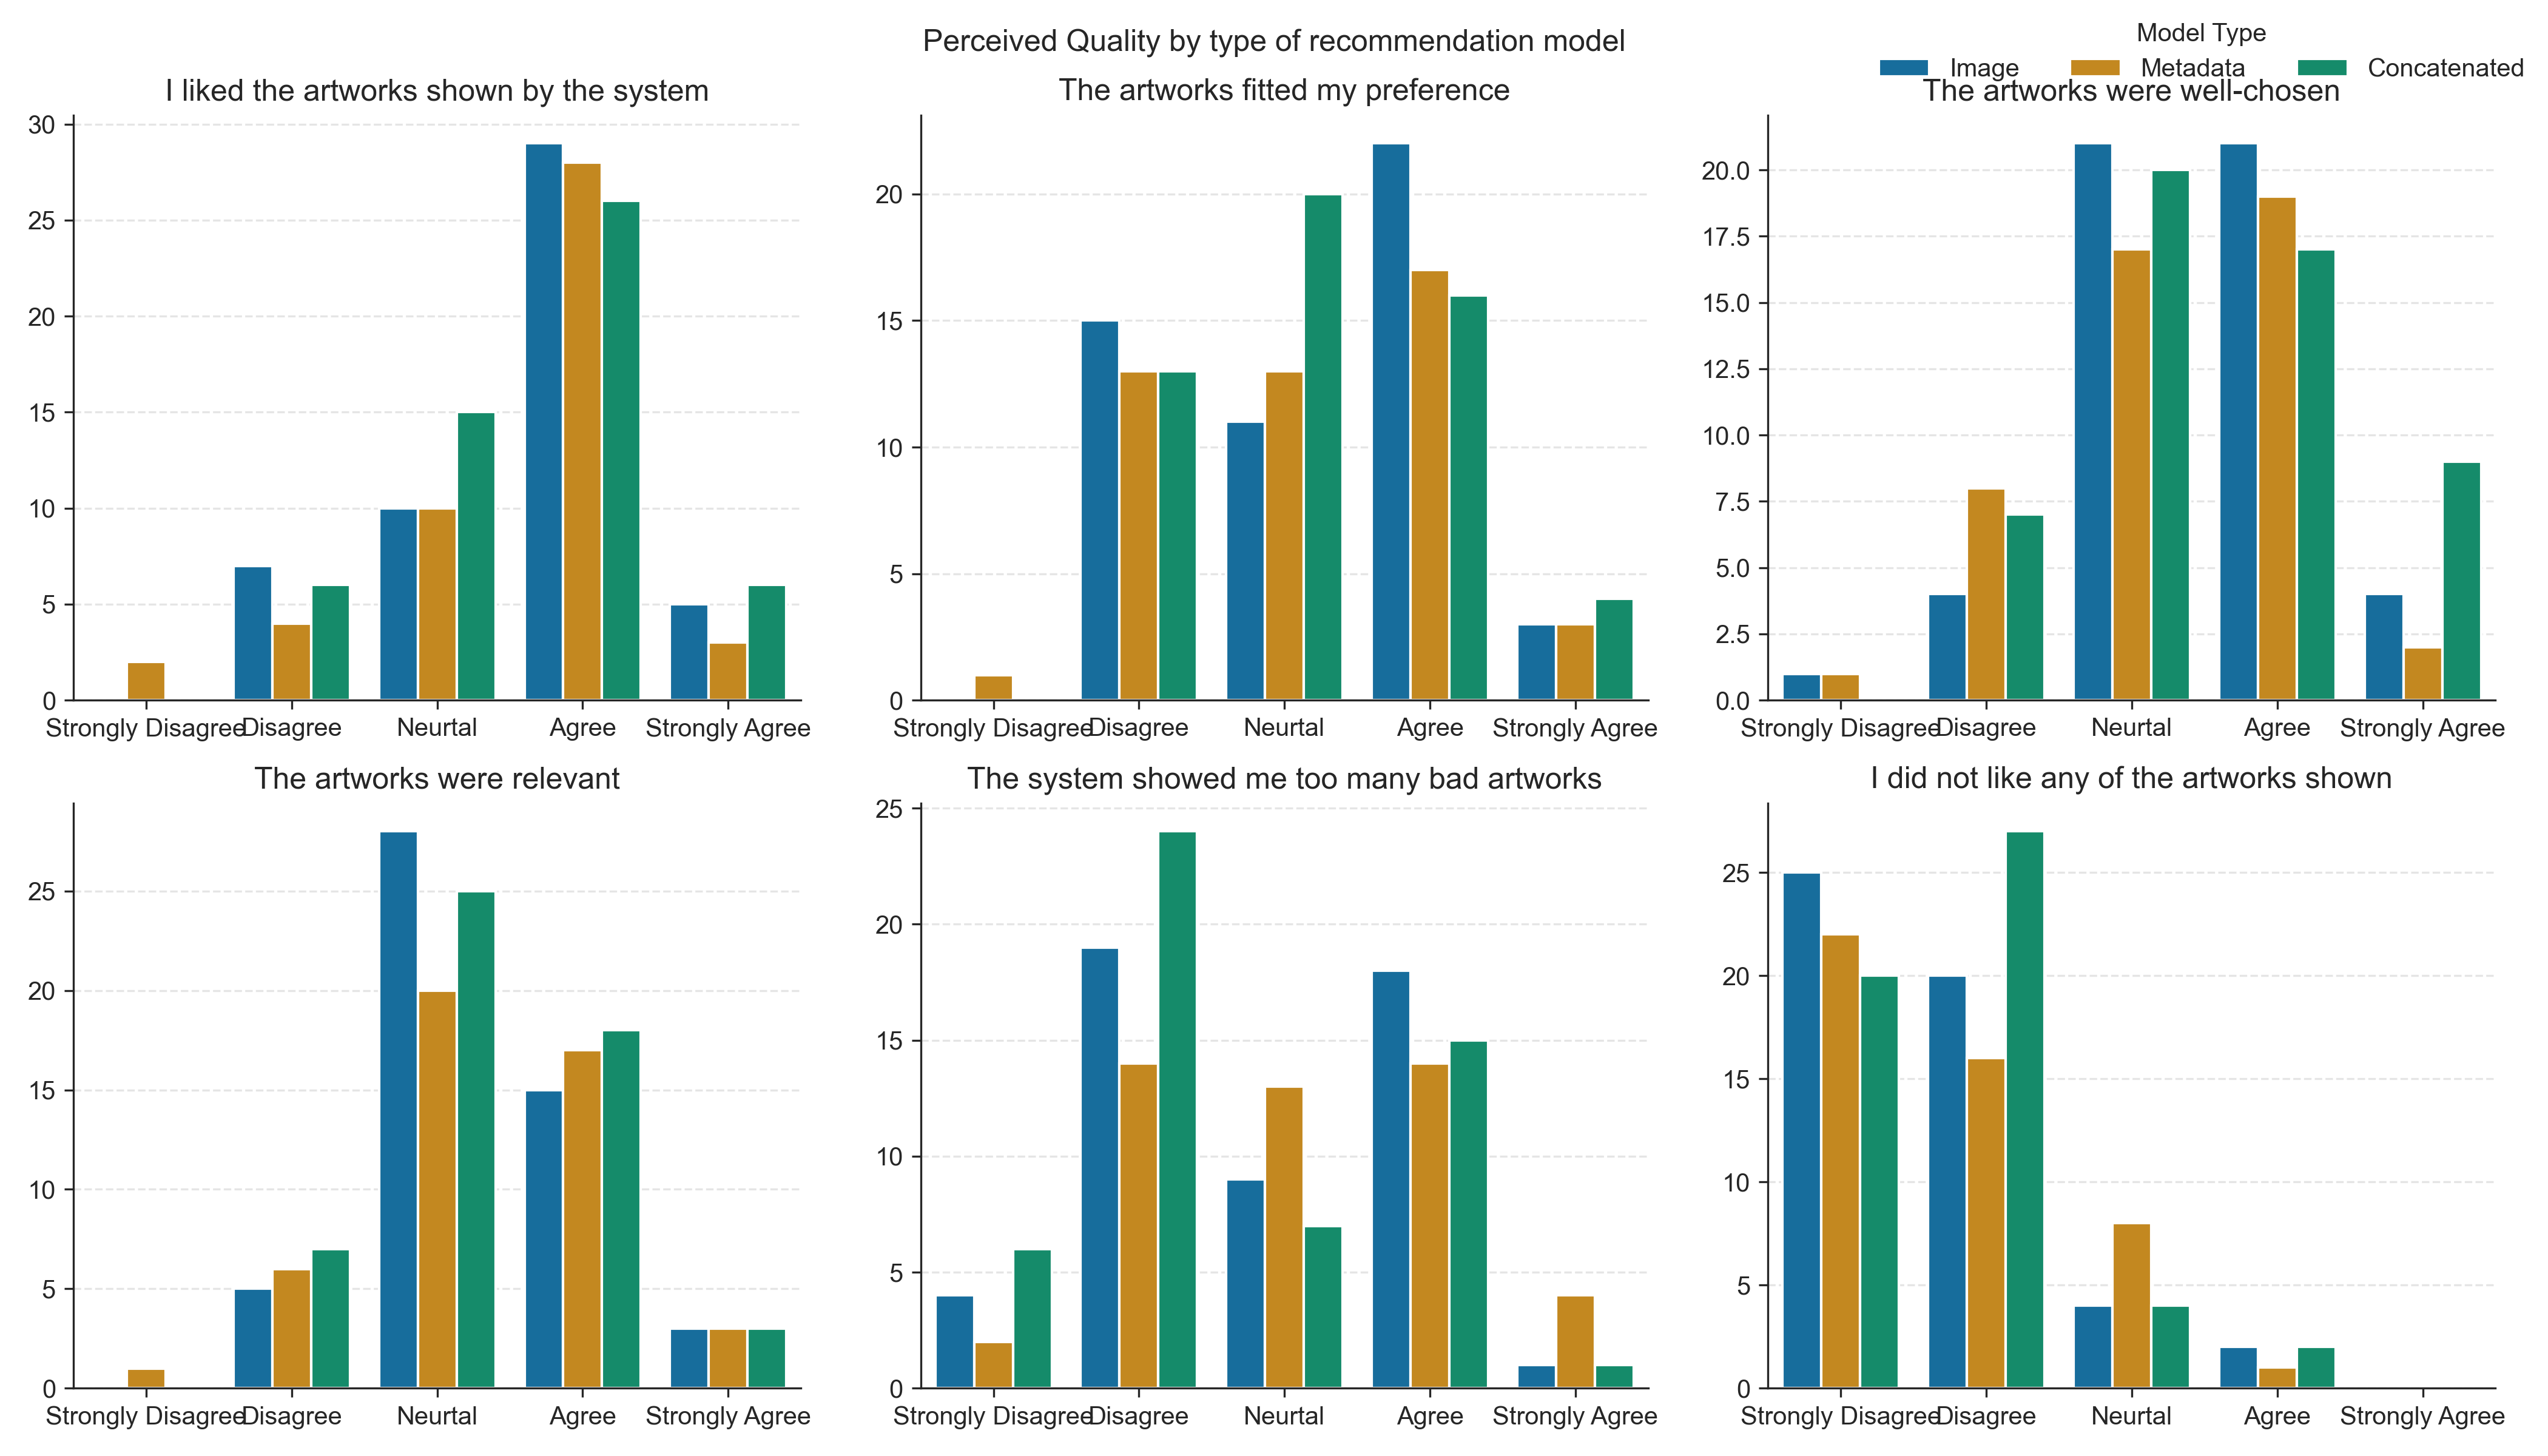 Perceived Quality by type of recommendation model
Model Type
Image Metadata Concatenated
I liked the artworks shown by the system
30
25
20
15
10
5
0
Strongly Disagree Disagree Neurtal Agree Strongly Agree
The artworks fitted my preference
20
15
10
5
0
Strongly Disagree Disagree Neurtal Agree Strongly Agree
The artworks were well-chosen
20.0
17.5
15.0
12.5
10.0
7.5
5.0
2.5
0.0
Strongly Disagree Disagree Neurtal Agree Strongly Agree
The artworks were relevant
25
20
15
10
5
0
Strongly Disagree Disagree Neurtal Agree Strongly Agree
The system showed me too many bad artworks
25
20
15
10
5
0
Strongly Disagree Disagree Neurtal Agree Strongly Agree
I did not like any of the artworks shown
25
20
15
10
5
0
Strongly Disagree Disagree Neurtal Agree Strongly Agree